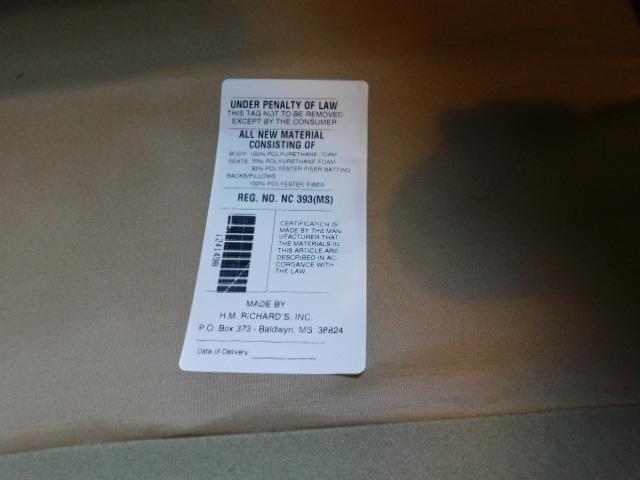 UNDER PENALTY OF LAW
THIS TAG NOT TO BE REMOVED
EXCEPT BY THE CONSUMER
ALL NEW MATERIAL
CONSISTING OF
BODY: 100% POLYURETHANE FOAM
SEATS: 70% POLYURETHANE FOAM
30% POLYESTER FIBER BATTING
BACKS/PILLOWS
100% POLYESTER FIBER
REG. NO. NC 393(MS)
1241498
CERTIFICATION IS
MADE BY THE MAN-
UFACTURER THAT
THE MATERIALS IN
THIS ARTICLE ARE
DESCRIBED IN AC-
CORDANCE WITH
THE LAW
MADE BY
H.M. RICHARD'S, INC.
P.O. Box 373 - Baldwyn, MS 38824
Date of Delivery